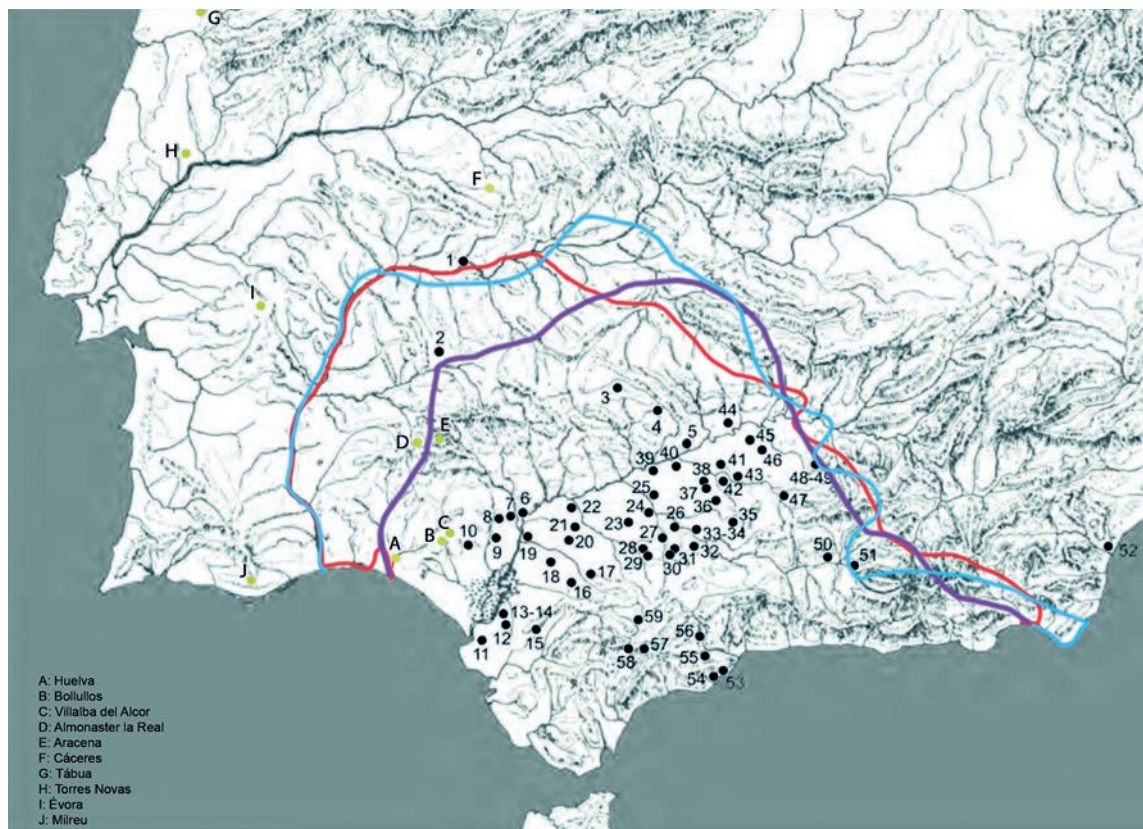 G
H
F
1
I
2
3
4
44
E
D
5
45
46
40
39
41
38
43
48-49
C
6
7
8
22
25
37
42
47
36
B
10
9
24
21
23
26
35
19
20
27
33-34
A
28
32
50
51
52
J
18
17
29
31
30
16
13-14
59
12
15
56
11
58
57
55
54
53
A: Huelva
B: Bollullos
C: Villalba del Alcor
D: Almonaster la Real
E: Aracena
F: Cáceres
G: Tábua
H: Torres Novas
I: Évora
J: Milreu